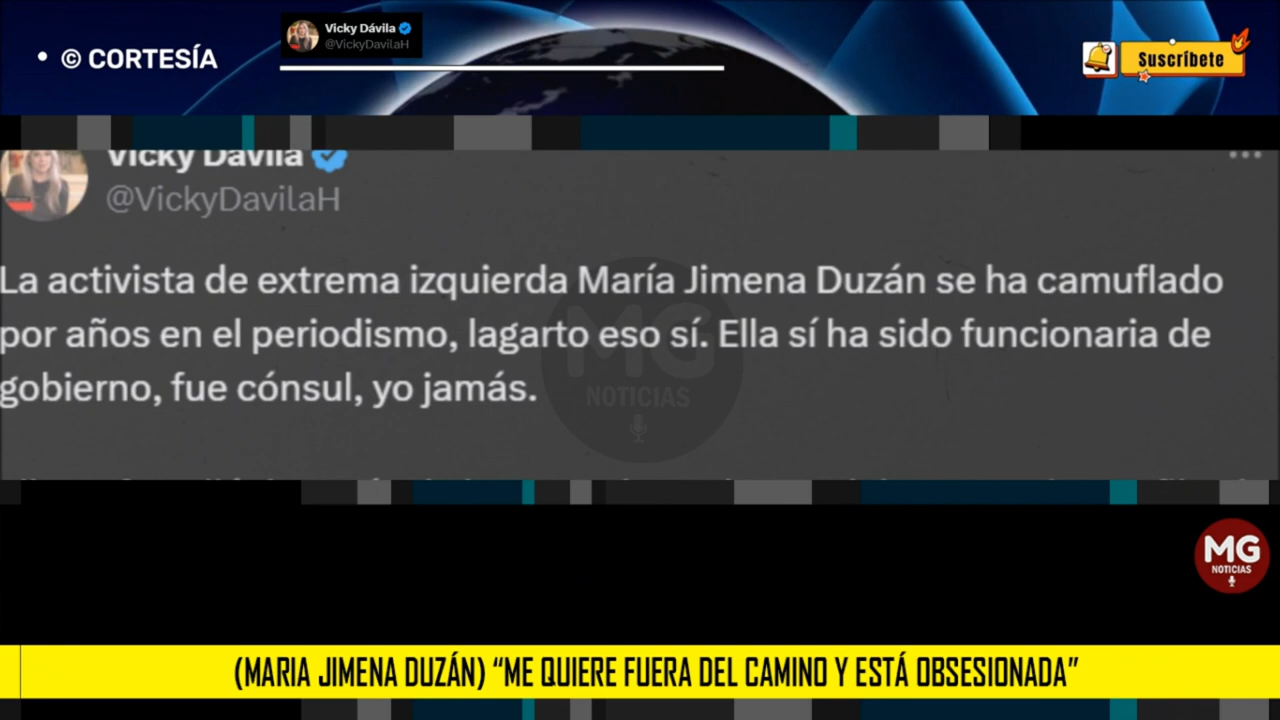 • © CORTESÍA
Vicky Dávila
@VickyDavilaH
Suscríbete
Vicky Dávila
@VickyDavilaH
La activista de extrema izquierda María Jimena Duzán se ha camuflado
por años en el periodismo, lagarto eso sí. Ella sí ha sido funcionaria de
gobierno, fue cónsul, yo jamás.
MG
NOTICIAS
MG
NOTICIAS
(MARIA JIMENA DUZÁN) “ME QUIERE FUERA DEL CAMINO Y ESTÁ OBSESIONADA”